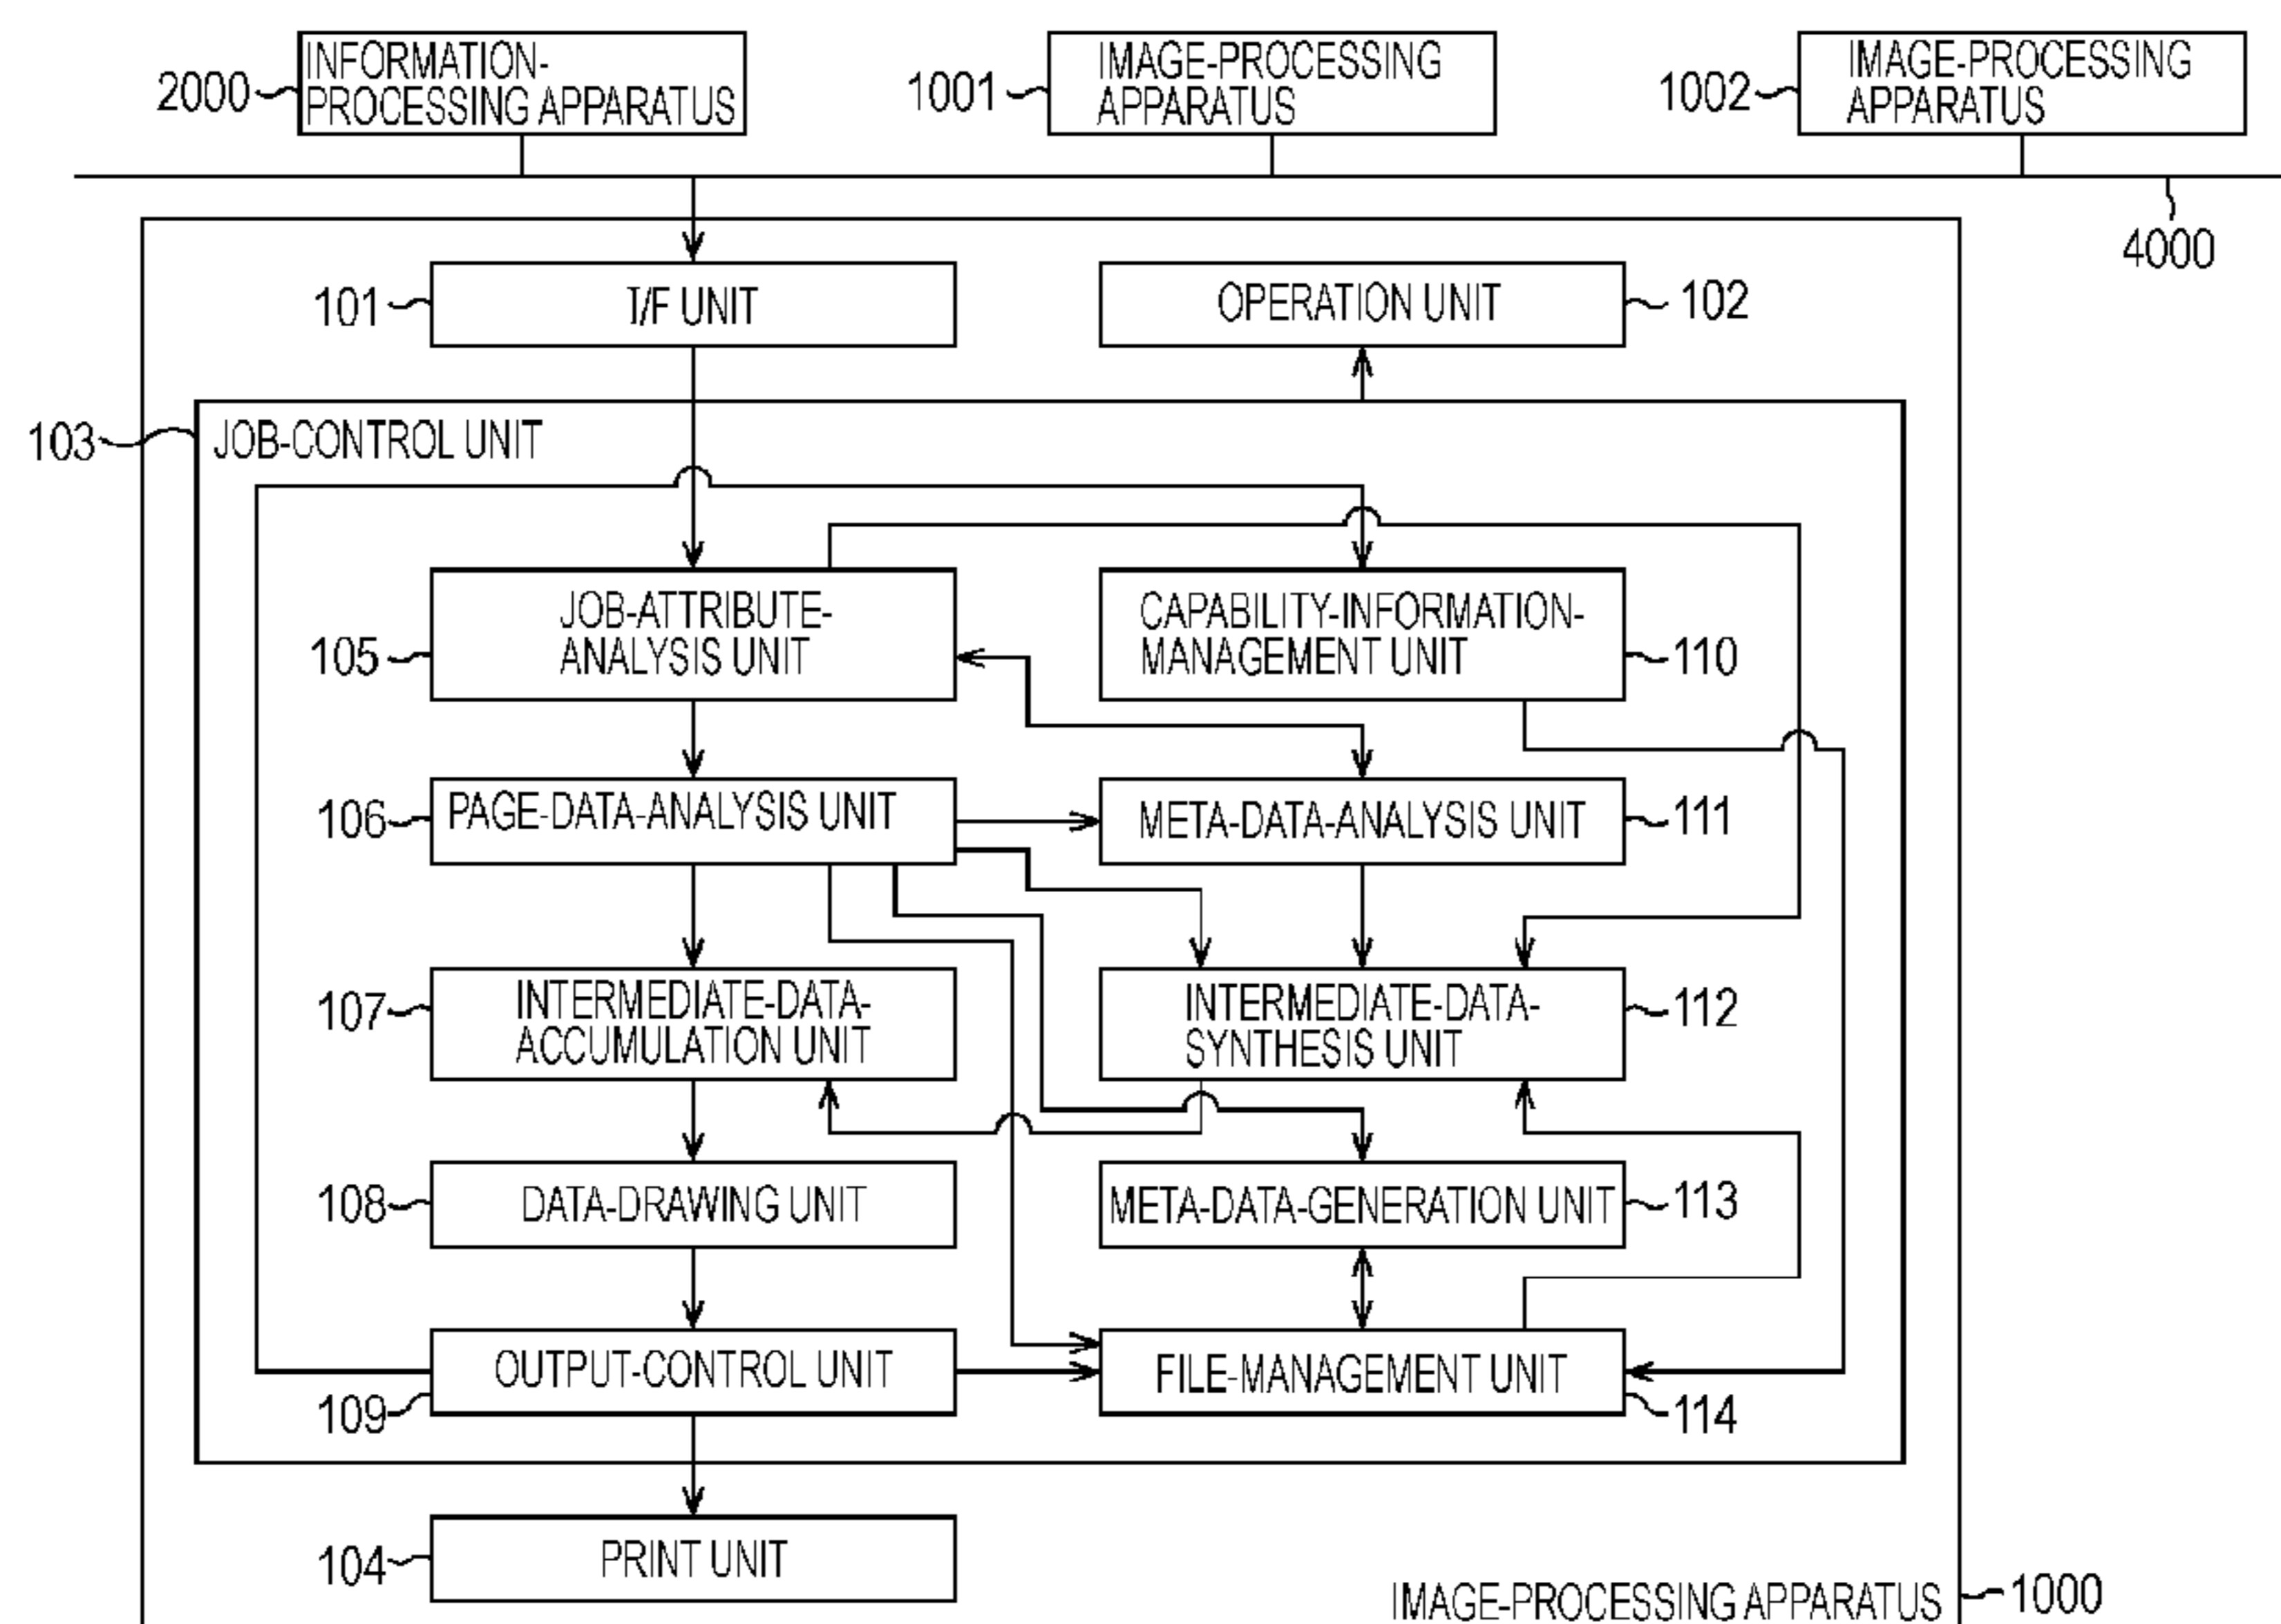 2000
INFORMATION-
PROCESSING APPARATUS
1001
IMAGE-PROCESSING
APPARATUS
1002
IMAGE-PROCESSING
APPARATUS
4000
101
I/F UNIT
OPERATION UNIT
102
103
JOB-CONTROL UNIT
105
JOB-ATTRIBUTE-
ANALYSIS UNIT
CAPABILITY-INFORMATION-
MANAGEMENT UNIT
110
106
PAGE-DATA-ANALYSIS UNIT
META-DATA-ANALYSIS UNIT
111
107
INTERMEDIATE-DATA-
ACCUMULATION UNIT
INTERMEDIATE-DATA-
SYNTHESIS UNIT
112
108
DATA-DRAWING UNIT
META-DATA-GENERATION UNIT
113
109
OUTPUT-CONTROL UNIT
FILE-MANAGEMENT UNIT
114
104
PRINT UNIT
IMAGE-PROCESSING APPARATUS
1000